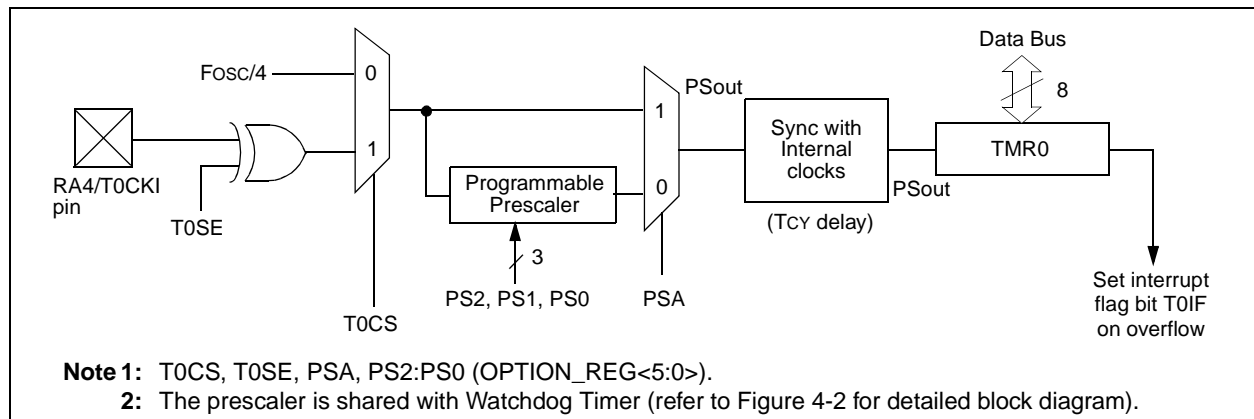 Data Bus
FOSC/4
0
PSout
8
1
1
Sync with
Internal
clocks
TMR0
RA4/T0CKI
pin
Programmable
Prescaler
0
PSout
T0SE
(TCY delay)
3
PS2, PS1, PS0
PSA
Set interrupt
flag bit T0IF
on overflow
T0CS
Note 1: T0CS, T0SE, PSA, PS2:PS0 (OPTION_REG<5:0>).
2: The prescaler is shared with Watchdog Timer (refer to Figure 4-2 for detailed block diagram).